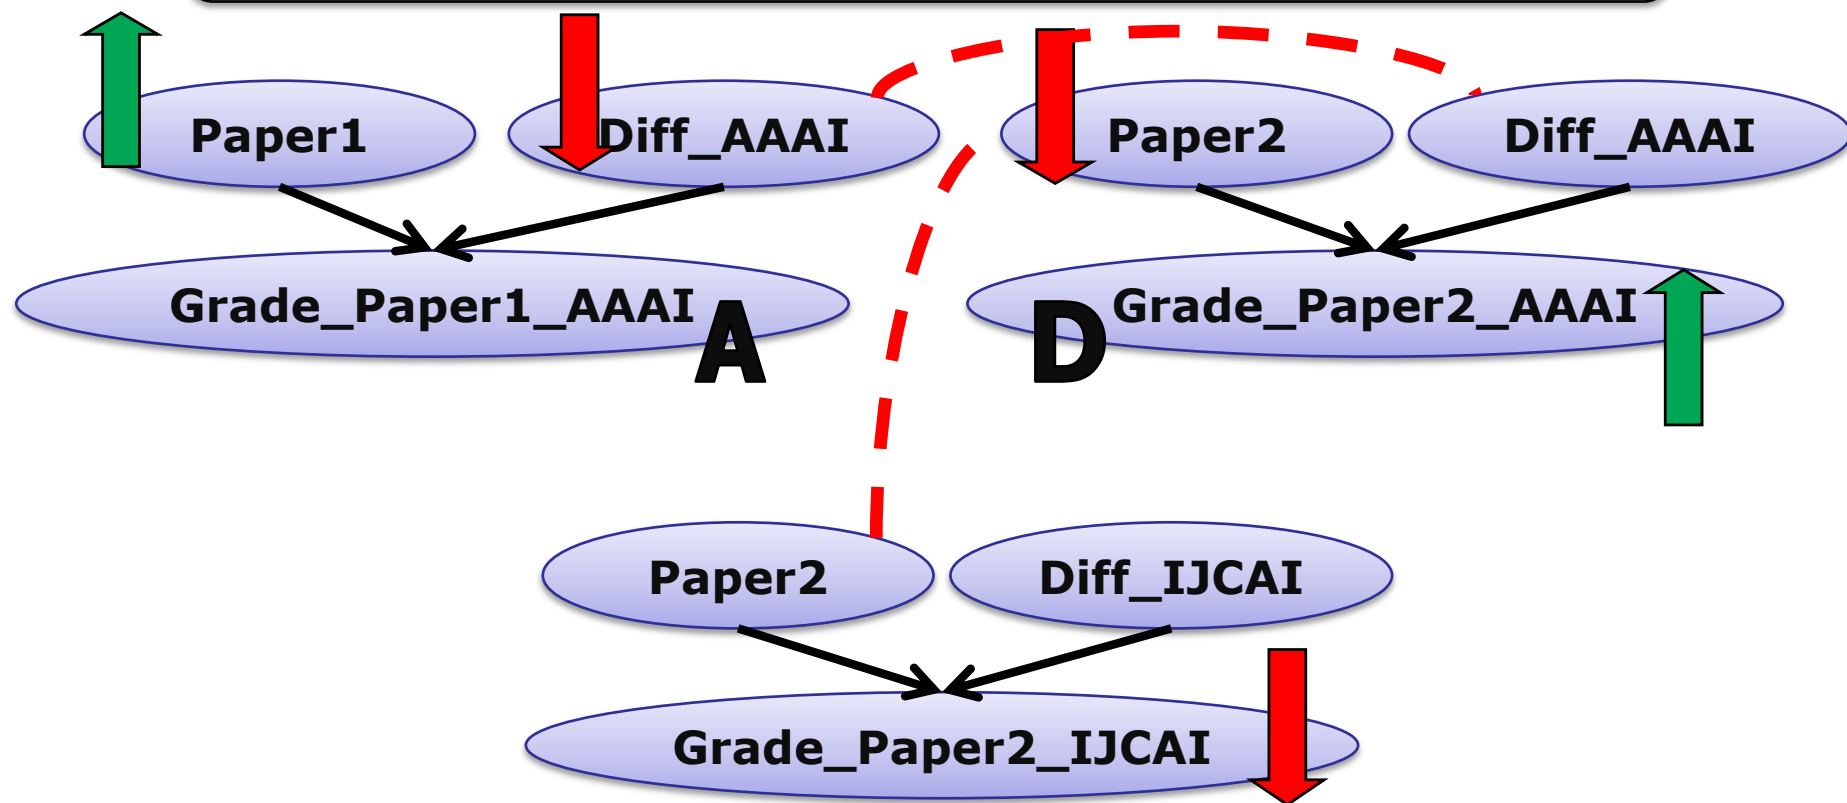 Paper1
Diff_AAAI
Paper2
Diff_AAAI
Grade_Paper1_AAAI
A
D
Grade_Paper2_AAAI
Paper2
Diff_IJCAI
Grade_Paper2_IJCAI